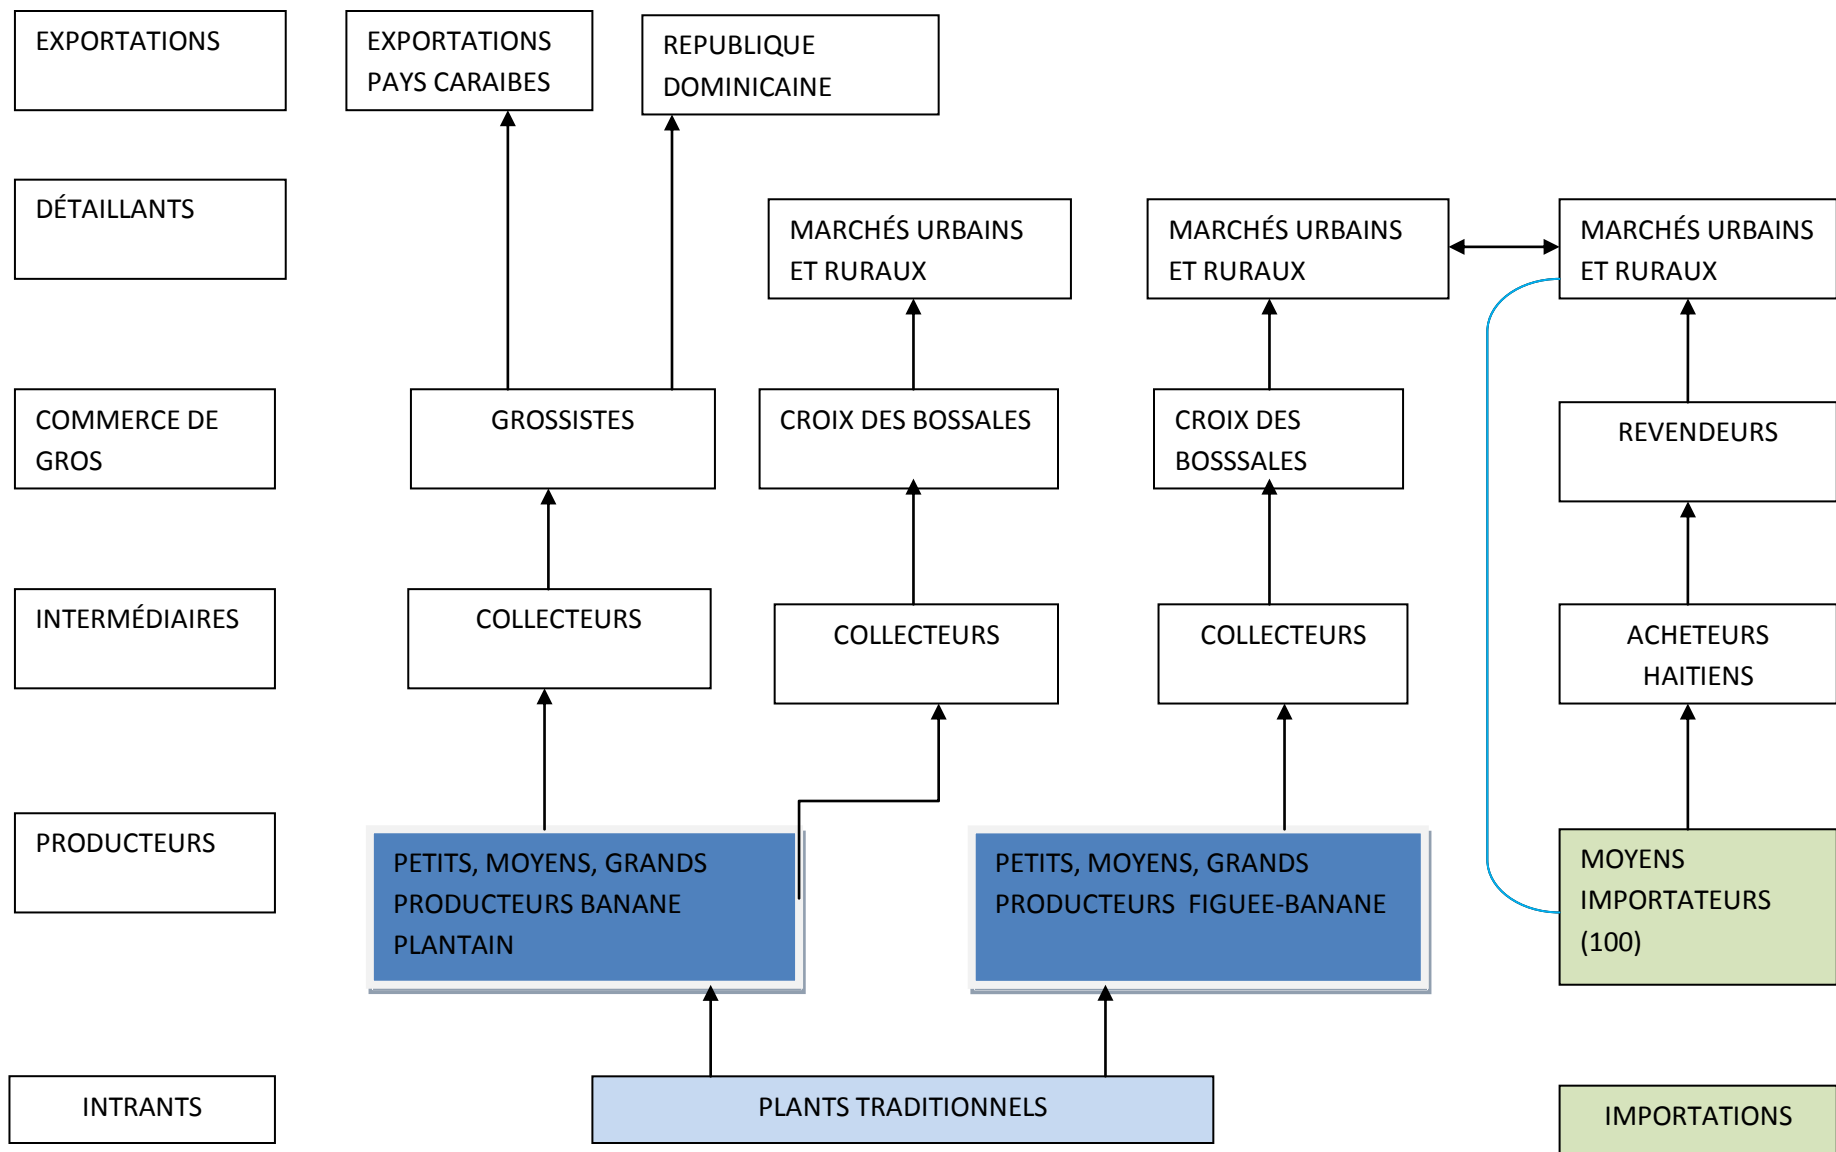 EXPORTATIONS
EXPORTATIONS
PAYS CARAIBES
REPUBLIQUE
DOMINICAINE
DÉTAILLANTS
MARCHÉS URBAINS
ET RURAUX
MARCHÉS URBAINS
ET RURAUX
MARCHÉS URBAINS
ET RURAUX
COMMERCE DE
GROS
GROSSISTES
CROIX DES BOSSALES
CROIX DES
BOSSSALES
REVENDEURS
INTERMÉDIAIRES
COLLECTEURS
COLLECTEURS
COLLECTEURS
ACHETEURS
HAITIENS
PRODUCTEURS
PETITS, MOYENS, GRANDS
PRODUCTEURS BANANE
PLANTAIN
PETITS, MOYENS, GRANDS
PRODUCTEURS  FIGUEE-BANANE
MOYENS
IMPORTATEURS
(100)
INTRANTS
PLANTS TRADITIONNELS
IMPORTATIONS